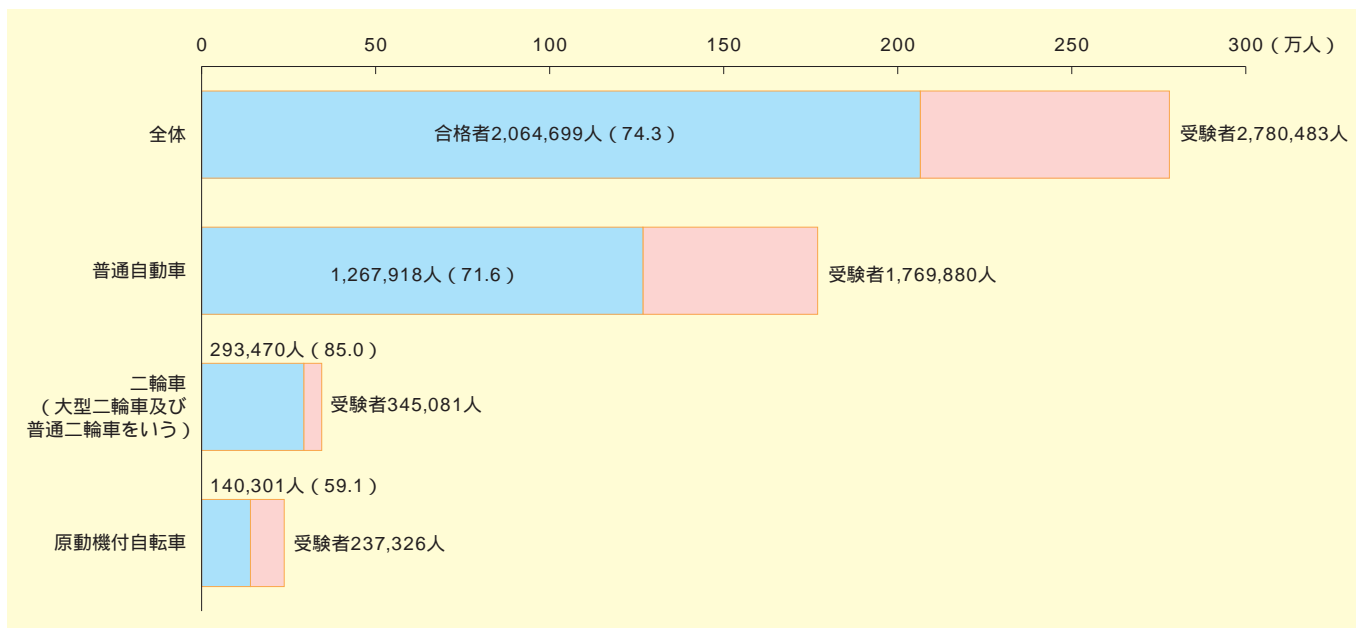 0 50 100 150 200 250 300（万人）
全体
合格者2,064,699人（74.3）
受験者2,780,483人
普通自動車
1,267,918人（71.6）
受験者1,769,880人
293,470人（85.0）
二輪車
（大型二輪車及び
普通二輪車をいう）
受験者345,081人
140,301人（59.1）
原動機付自転車
受験者237,326人